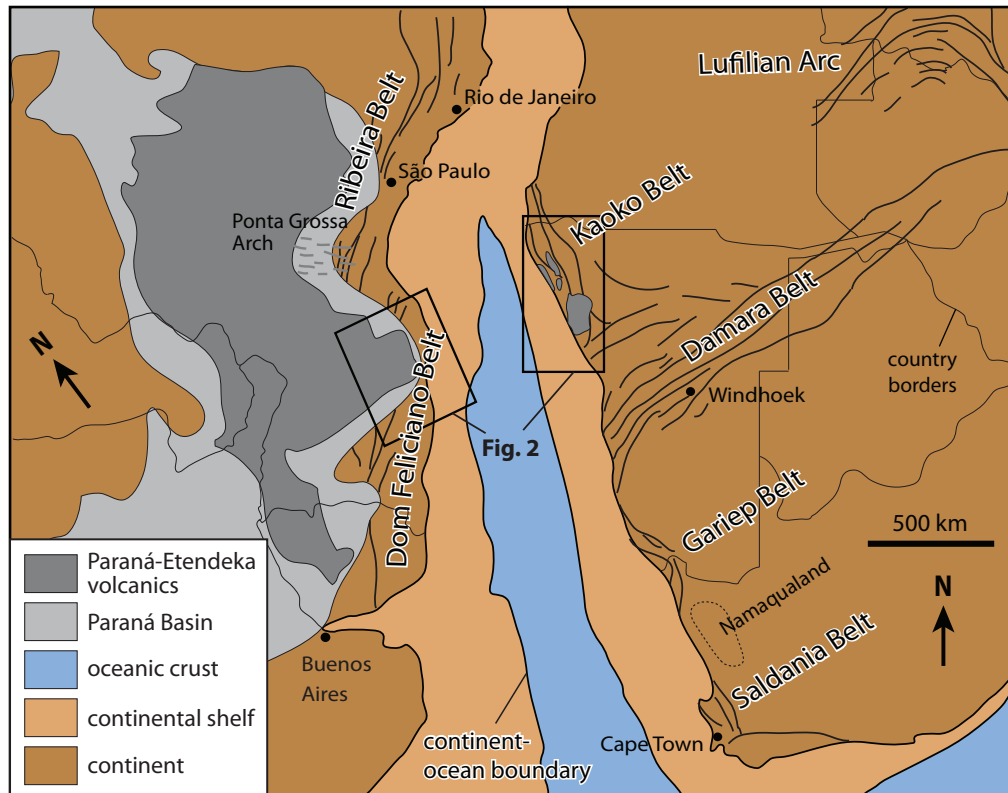 Lufilian Arc
Rio de Janeiro
Ribeira Belt
São Paulo
Kaoko Belt
Ponta Grossa
Arch
N
Damara Belt
country
borders
Windhoek
Dom Feliciano Belt
Fig. 2
Gariep Belt
500 km
N
Namaqualand
Saldania Belt
Buenos
Aires
Cape Town
continent-
ocean boundary
Paraná-Etendeka
volcanics
Paraná Basin
oceanic crust
continental shelf
continent